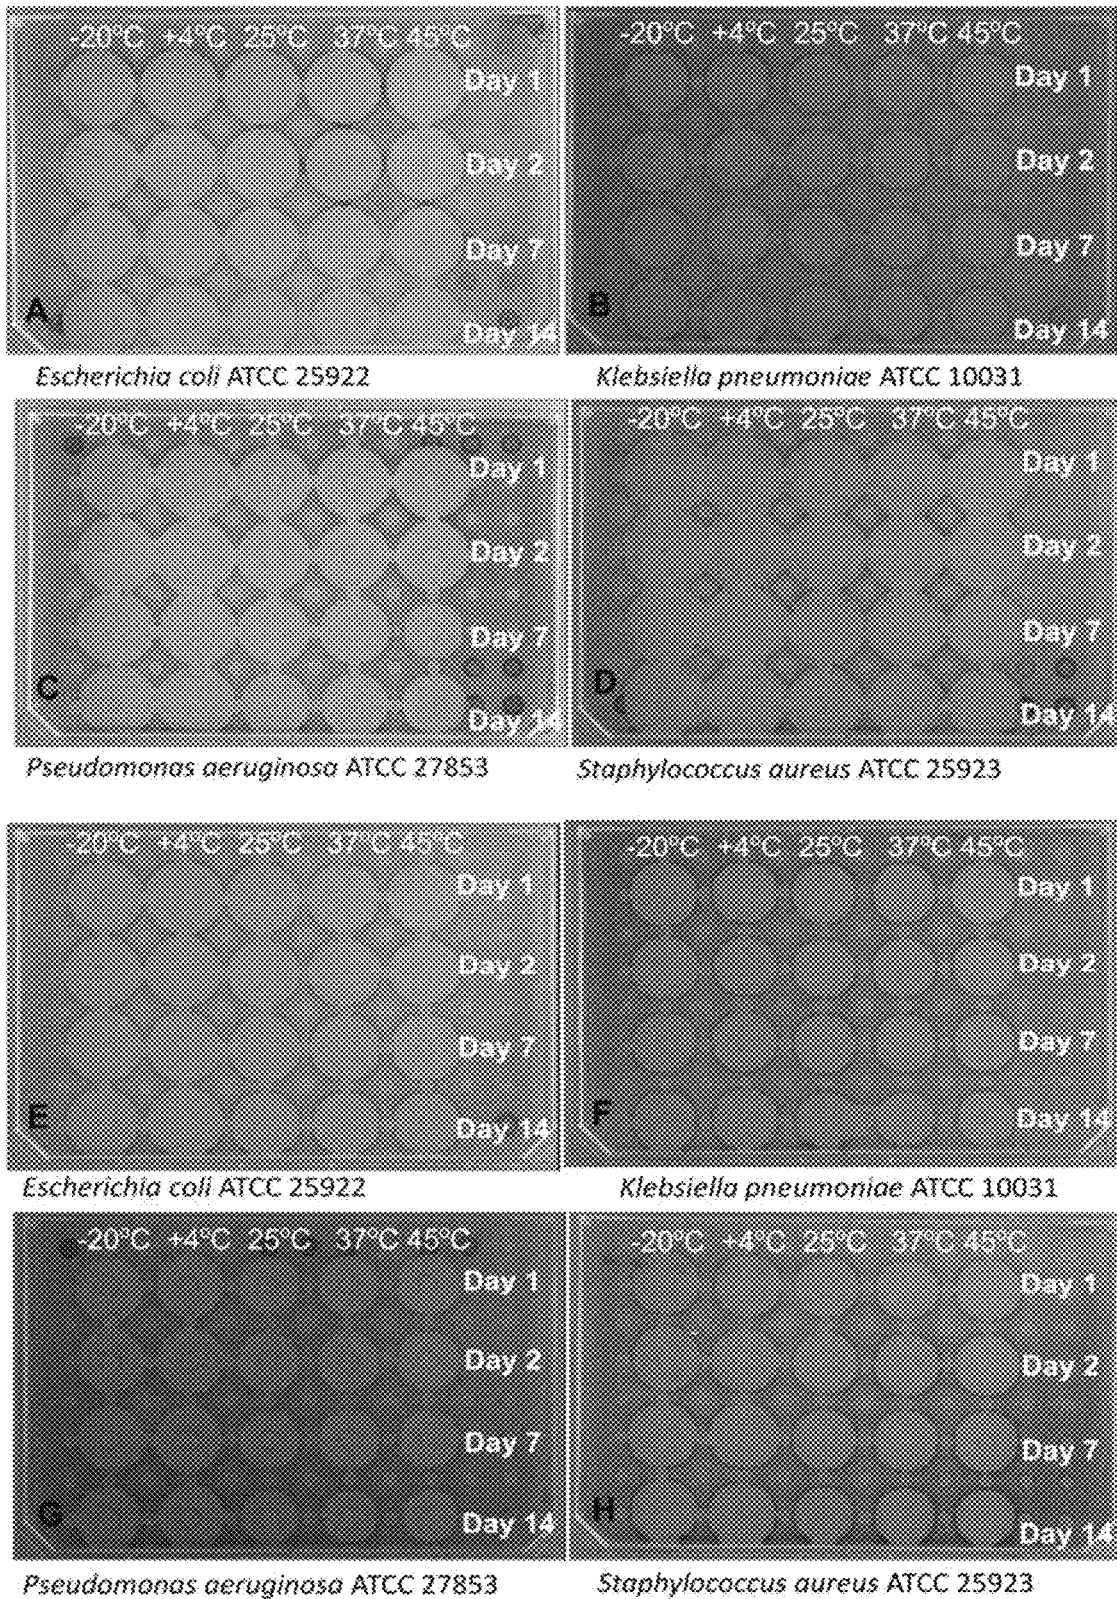 -20°C +4°C 25°C 37°C 45°C
Day 1
Day 2
Day 7
A
Day 14
Escherichia coli ATCC 25922
-20°C +4°C 25°C 37°C 45°C
Day 1
Day 2
Day 7
B
Day 14
Klebsiella pneumoniae ATCC 10031
-20°C +4°C 25°C 37°C 45°C
Day 1
Day 2
Day 7
C
Day 14
Pseudomonas aeruginosa ATCC 27853
-20°C +4°C 25°C 37°C 45°C
Day 1
Day 2
Day 7
D
Day 14
Staphylococcus aureus ATCC 25923
-20°C +4°C 25°C 37°C 45°C
Day 1
Day 2
Day 7
E
Day 14
Escherichia coli ATCC 25922
-20°C +4°C 25°C 37°C 45°C
Day 1
Day 2
Day 7
F
Day 14
Klebsiella pneumoniae ATCC 10031
-20°C +4°C 25°C 37°C 45°C
Day 1
Day 2
Day 7
G
Day 14
Pseudomonas aeruginosa ATCC 27853
-20°C +4°C 25°C 37°C 45°C
Day 1
Day 2
Day 7
H
Day 14
Staphylococcus aureus ATCC 25923